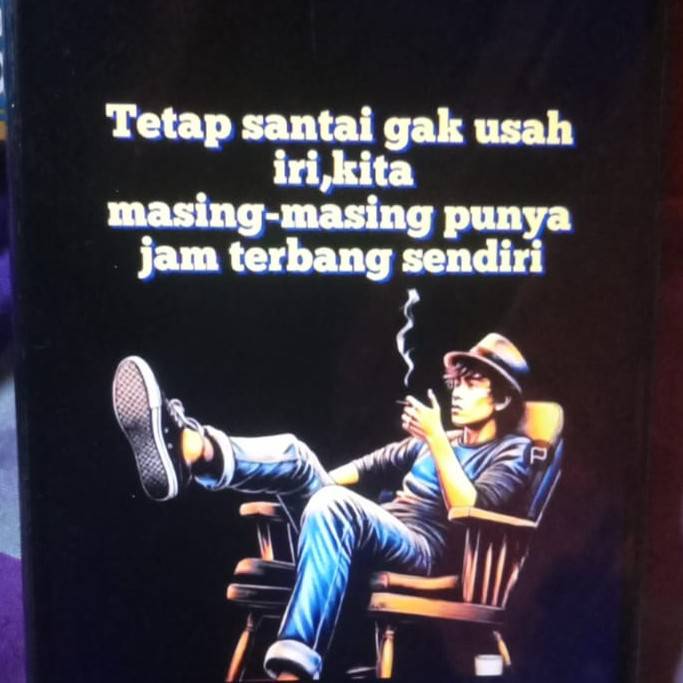 Tetap santai gak usah
iri,kita
masing-masing punya
jam terbang sendiri
P